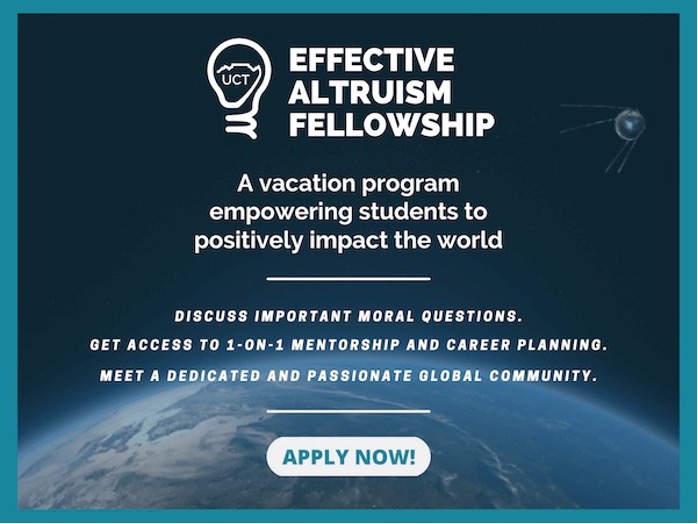 UCT
EFFECTIVE
ALTRUISM
FELLOWSHIP
A vacation program
empowering students to
positively impact the world
DISCUSS IMPORTANT MORAL QUESTIONS.
GET ACCESS TO 1-ON-1 MENTORSHIP AND CAREER PLANNING.
MEET A DEDICATED AND PASSIONATE GLOBAL COMMUNITY.
APPLY NOW!